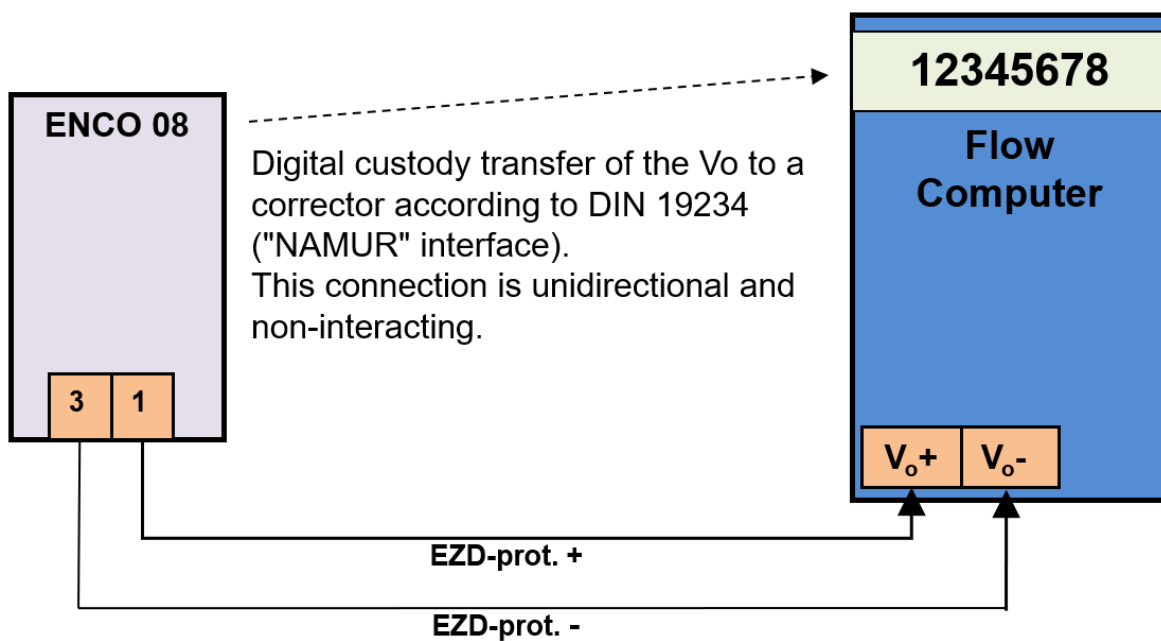 ENCO 08
12345678
Flow
Computer
Digital custody transfer of the Vo to a
corrector according to DIN 19234
("NAMUR" interface).
This connection is unidirectional and
non-interacting.
3 1
Vo+ Vo-
EZD-prot. +
EZD-prot. -